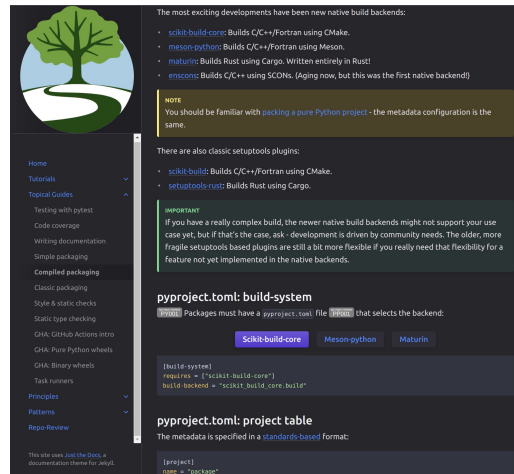 Home
Tutorials
Topical Guides
Testing with pytest
Code coverage
Writing documentation
Simple packaging
Compiled packaging
Classic packaging
Style & static checks
Static type checking
GHA: GitHub Actions intro
GHA: Pure Python wheels
GHA: Binary wheels
Task runners
Principles
Patterns
Repo-Review
This site uses Just the Docs, a
documentation theme for Jekyll.
The most exciting developments have been new native build backends:
• scikit-build-core: Builds C/C++/Fortran using CMake.
• meson-python: Builds C/C++/Fortran using Meson.
• maturin: Builds Rust using Cargo. Written entirely in Rust!
• enscons: Builds C/C++ using SCONs. (Aging now, but this was the first native backend!)
NOTE
You should be familiar with packing a pure Python project - the metadata configuration is the
same.
There are also classic setuptools plugins:
• scikit-build: Builds C/C++/Fortran using CMake.
• setuptools-rust: Builds Rust using Cargo.
IMPORTANT
If you have a really complex build, the newer native build backends might not support your use
case yet, but if that's the case, ask - development is driven by community needs. The older, more
fragile setuptools based plugins are still a bit more flexible if you really need that flexibility for a
feature not yet implemented in the native backends.
pyproject.toml: build-system
PY001 Packages must have a pyproject.toml file PP001 that selects the backend:
Scikit-build-core Meson-python Maturin
[build-system]
requires = ["scikit-build-core"]
build-backend = "scikit_build_core.build"
pyproject.toml: project table
The metadata is specified in a standards-based format:
[project]
name = "package"